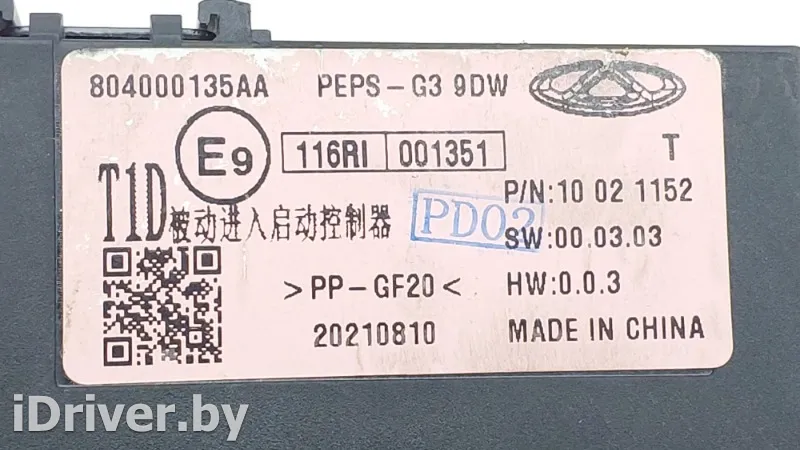 804000135AA PEPS-G3 9DW
E9 116RI 001351 T
P/N:10 02 1152
T1D 被动进入启动控制器 PD02 SW:00.03.03
>PP-GF20< HW:0.0.3
20210810 MADE IN CHINA
iDriver.by